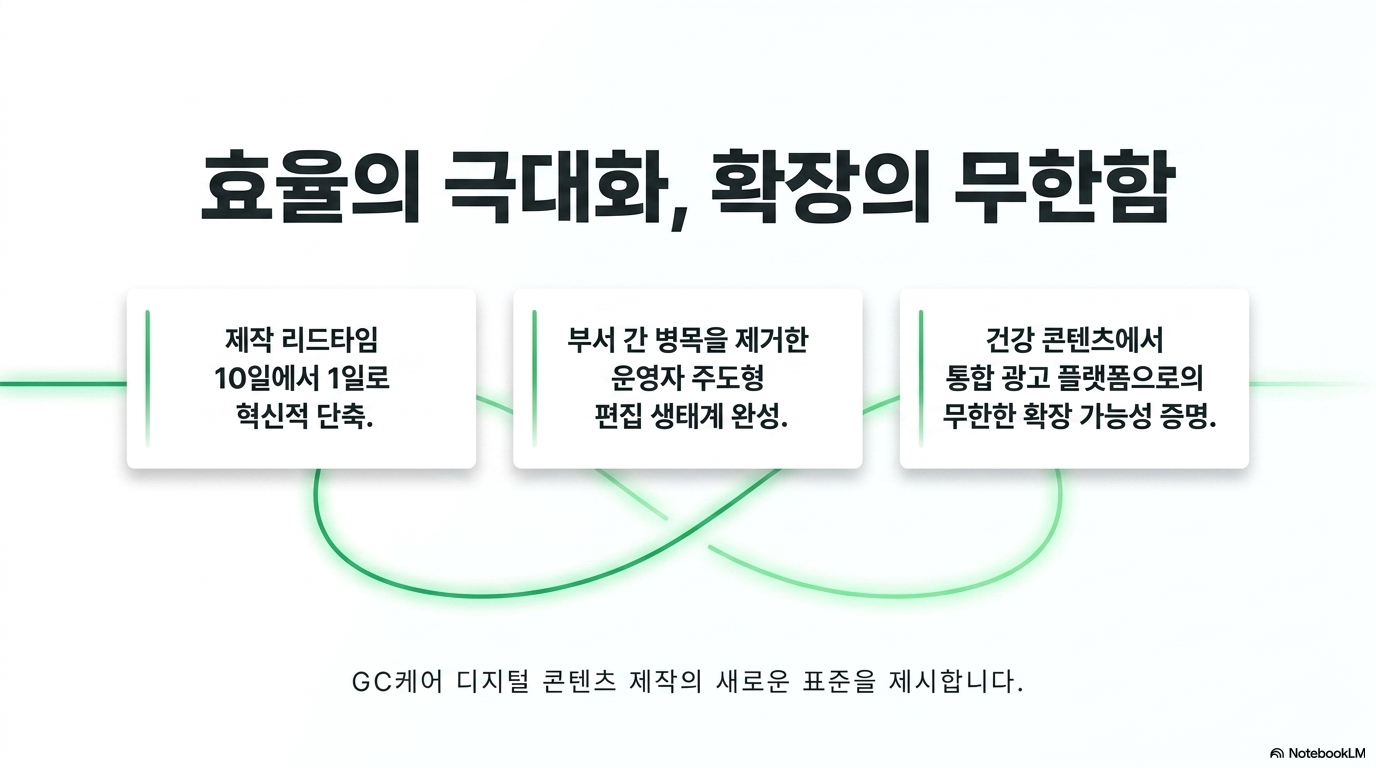 효율의 극대화, 확장의 무한함
제작 리드타임
10일에서 1일로
혁신적 단축.
부서 간 병목을 제거한
운영자 주도형
편집 생태계 완성.
건강 콘텐츠에서
통합 광고 플랫폼으로의
무한한 확장 가능성 증명.
GC케어 디지털 콘텐츠 제작의 새로운 표준을 제시합니다.
NotebookLM